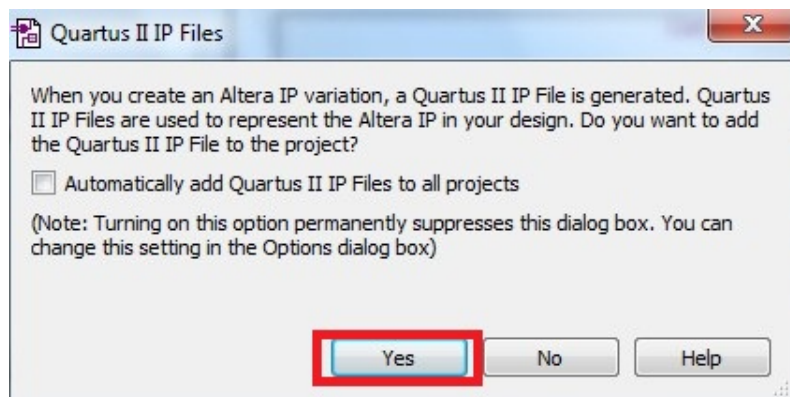 Quartus II IP Files
When you create an Altera IP variation, a Quartus II IP File is generated. Quartus
II IP Files are used to represent the Altera IP in your design. Do you want to add
the Quartus II IP File to the project?
Automatically add Quartus II IP Files to all projects
(Note: Turning on this option permanently suppresses this dialog box. You can
change this setting in the Options dialog box)
Yes No Help